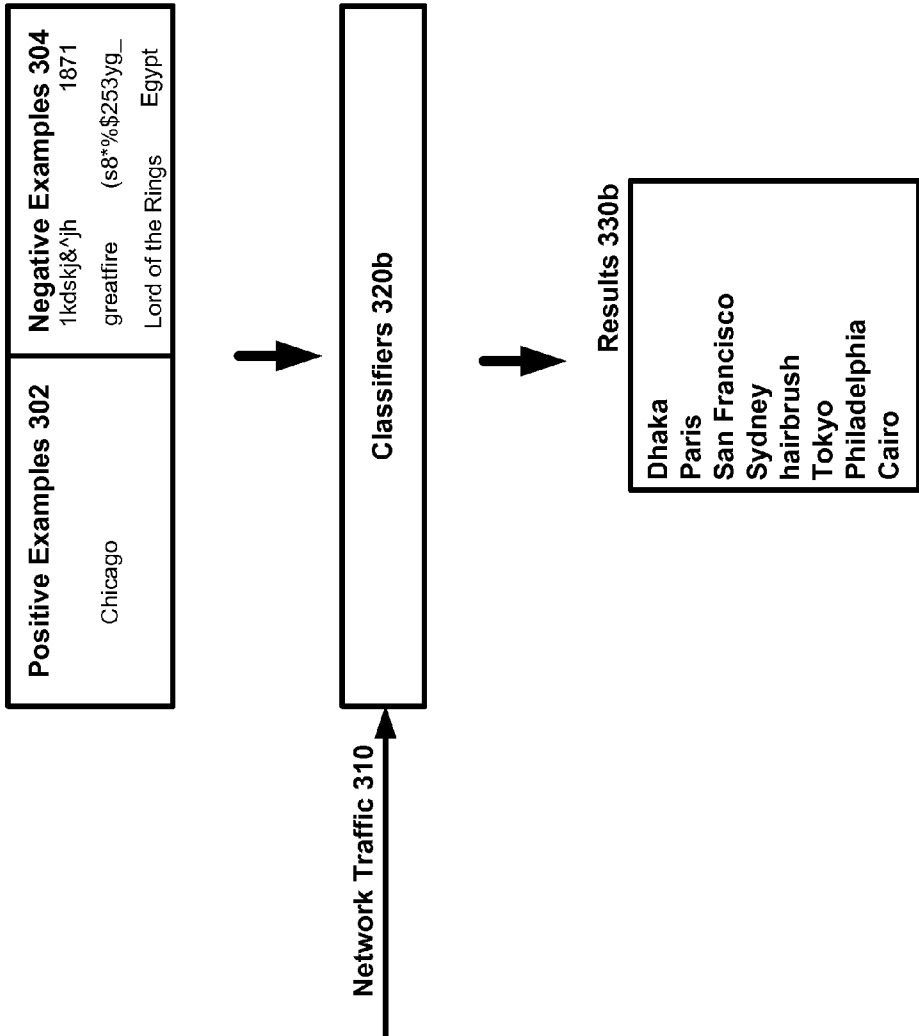 Positive Examples 302
Chicago
Negative Examples 304
1kdskj&^jh 1871
greatfire (s8*%$253yg_
Lord of the Rings Egypt
Network Traffic 310
Classifiers 320b
Results 330b
Dhaka
Paris
San Francisco
Sydney
hairbrush
Tokyo
Philadelphia
Cairo